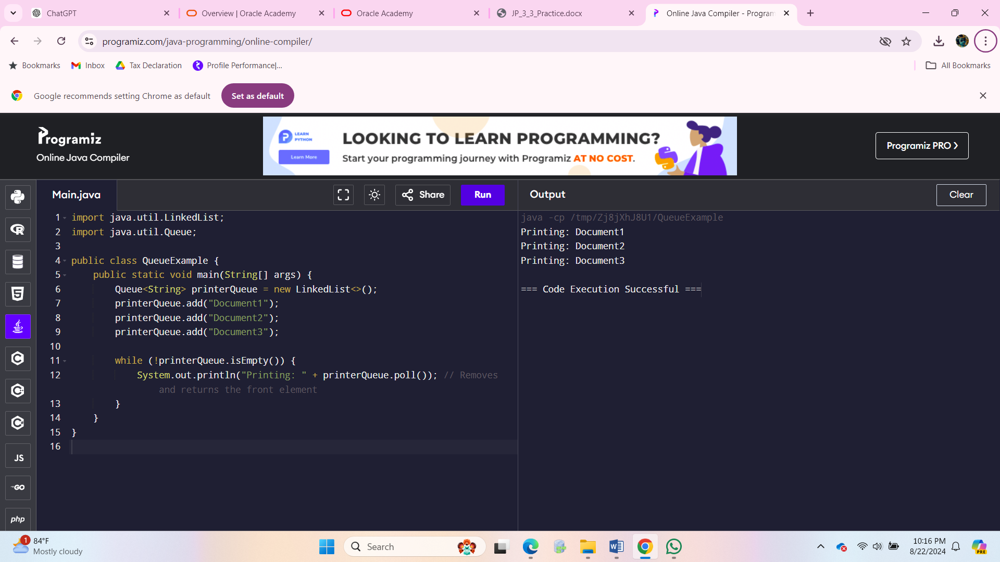 ChatGPT
Overview | Oracle Academy
Oracle Academy
JP_3_3_Practice.docx
Online Java Compiler - Program
programiz.com/java-programming/online-compiler/
Bookmarks
Inbox
Tax Declaration
Profile Performance|...
All Bookmarks
Google recommends setting Chrome as default
Set as default
Programiz
Online Java Compiler
LEARN
PYTHON
Learn More
LOOKING TO LEARN PROGRAMMING?
Start your programming journey with Programiz AT NO COST.
Programiz PRO ❯
Main.java
Share
Run
Output
Clear
1 import java.util.LinkedList;
2 import java.util.Queue;
3
4 public class QueueExample {
5     public static void main(String[] args) {
6         Queue<String> printerQueue = new LinkedList<>();
7         printerQueue.add("Document1");
8         printerQueue.add("Document2");
9         printerQueue.add("Document3");
10
11         while (!printerQueue.isEmpty()) {
12             System.out.println("Printing: " + printerQueue.poll()); // Removes
and returns the front element
13         }
14     }
15 }
16
java -cp /tmp/Zj8jXhJ8U1/QueueExample
Printing: Document1
Printing: Document2
Printing: Document3
=== Code Execution Successful ===
R
5
C
C
C
JS
GO
php
1
84°F
Mostly cloudy
Search
W
PRE
10:16 PM
8/22/2024